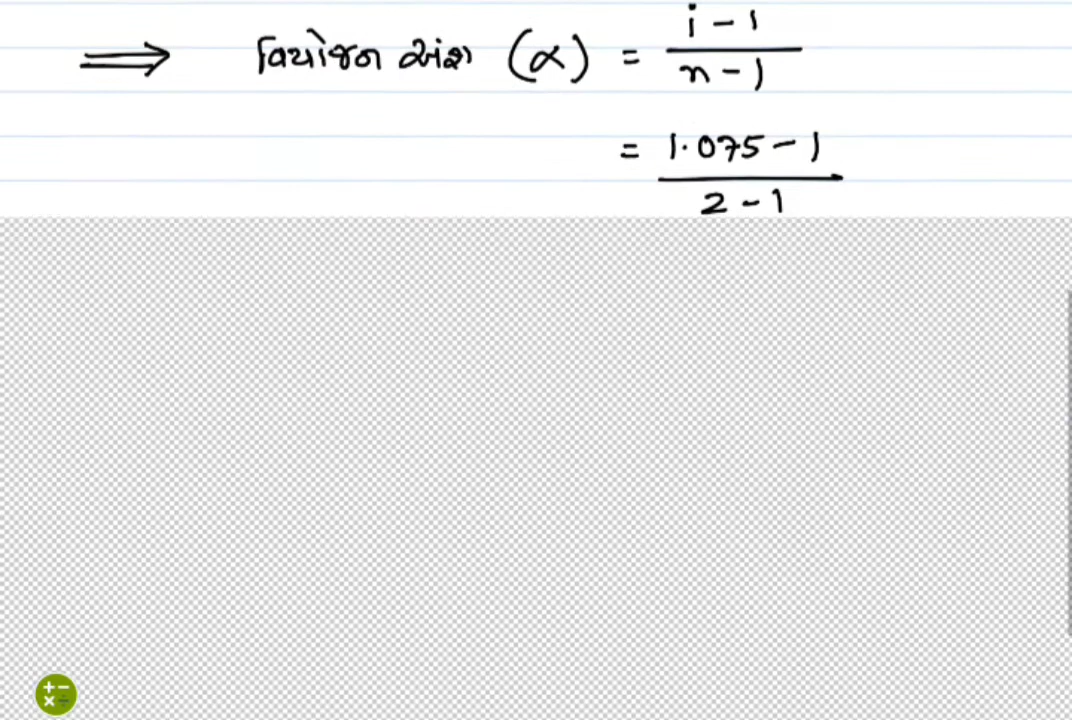 ⟹ વિયોજન અંશ (α) = i - 1 / n - 1
= 1.075 - 1 / 2 - 1